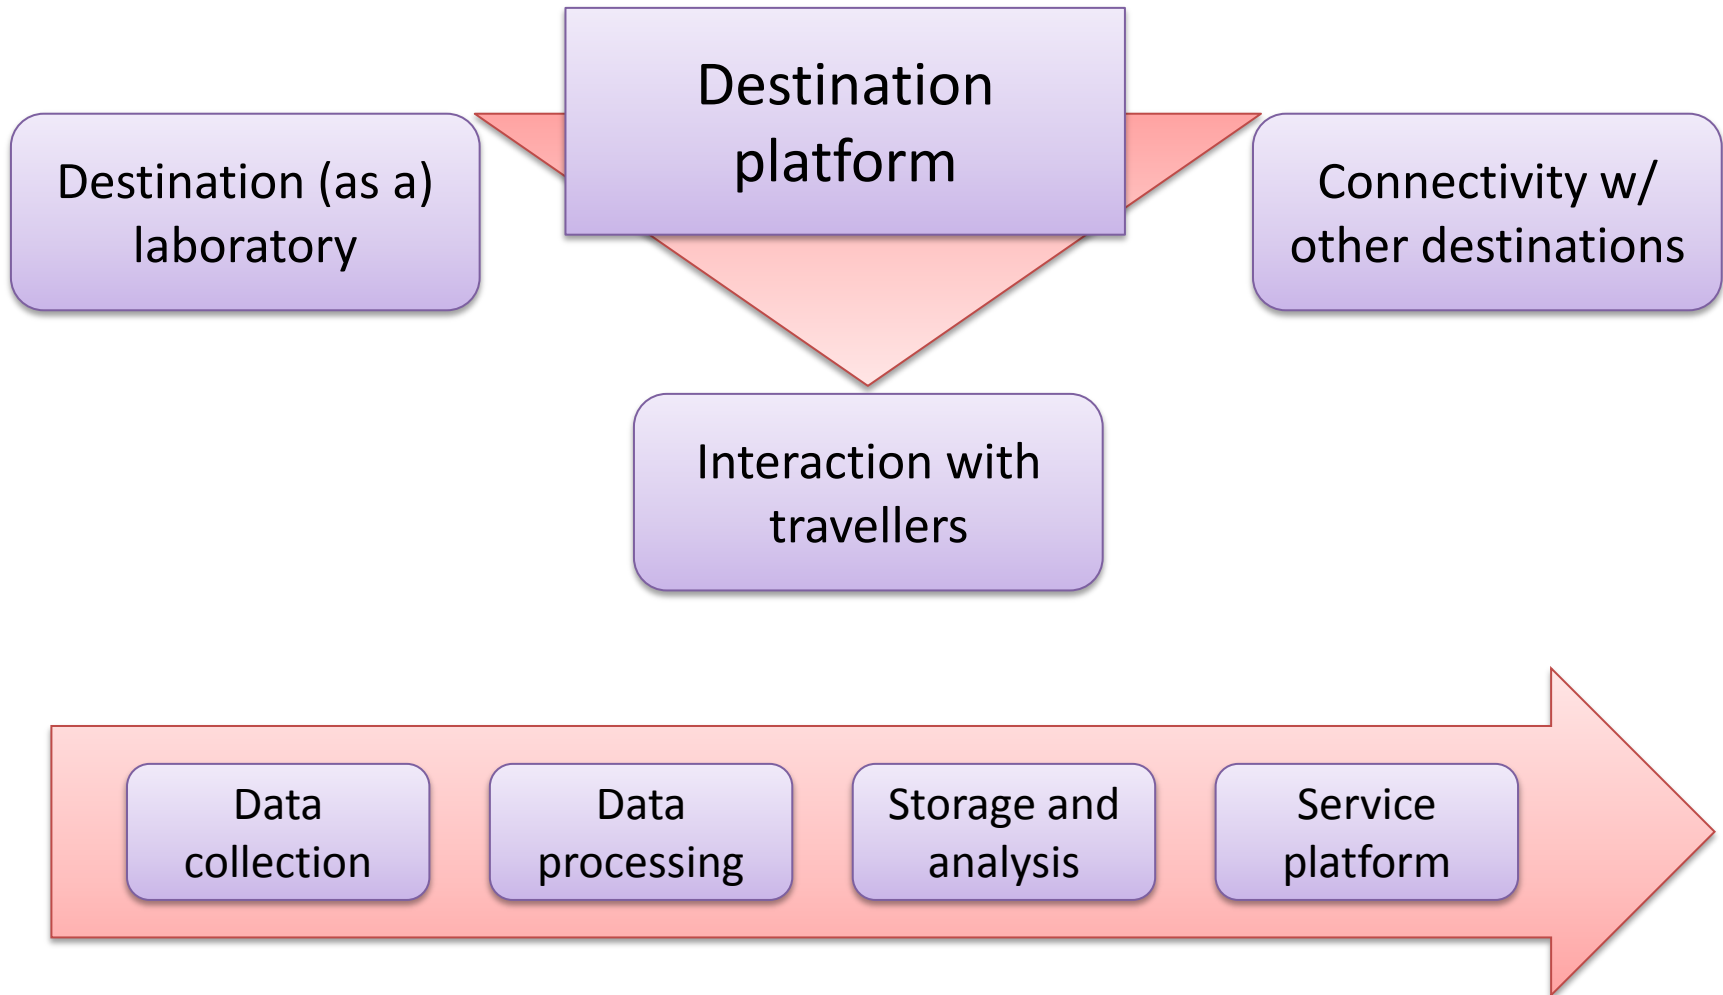 Destination
platform
Destination (as a)
laboratory
Connectivity w/
other destinations
Interaction with
travellers
Data
collection
Data
processing
Storage and
analysis
Service
platform